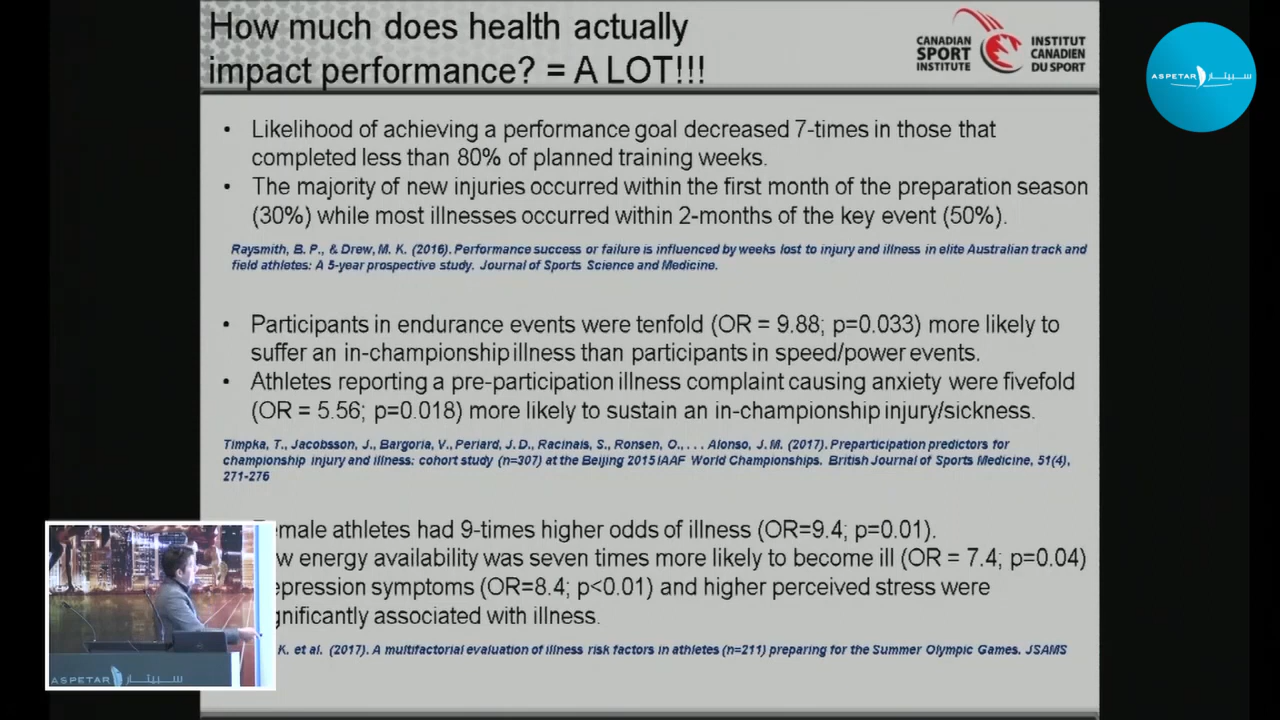 How much does health actually
impact performance? = A LOT!!!
CANADIAN
SPORT
INSTITUTE
INSTITUT
CANADIEN
DU SPORT
ASPETAR سبيتار
• Likelihood of achieving a performance goal decreased 7-times in those that
completed less than 80% of planned training weeks.
• The majority of new injuries occurred within the first month of the preparation season
(30%) while most illnesses occurred within 2-months of the key event (50%).
Raysmith, B. P., & Drew, M. K. (2016). Performance success or failure is influenced by weeks lost to injury and illness in elite Australian track and
field athletes: A 5-year prospective study. Journal of Sports Science and Medicine.
• Participants in endurance events were tenfold (OR = 9.88; p=0.033) more likely to
suffer an in-championship illness than participants in speed/power events.
• Athletes reporting a pre-participation illness complaint causing anxiety were fivefold
(OR = 5.56; p=0.018) more likely to sustain an in-championship injury/sickness.
Timpka, T., Jacobsson, J., Bargoria, V., Periard, J. D., Racinais, S., Ronsen, O., . . . Alonso, J. M. (2017). Preparticipation predictors for
championship injury and illness: cohort study (n=307) at the Beijing 2015 IAAF World Championships. British Journal of Sports Medicine, 51(4),
271-276
emale athletes had 9-times higher odds of illness (OR=9.4; p=0.01).
w energy availability was seven times more likely to become ill (OR = 7.4; p=0.04)
epression symptoms (OR=8.4; p<0.01) and higher perceived stress were
gnificantly associated with illness.
K. et al. (2017). A multifactorial evaluation of illness risk factors in athletes (n=211) preparing for the Summer Olympic Games. JSAMS
ASPETAR سبيتار